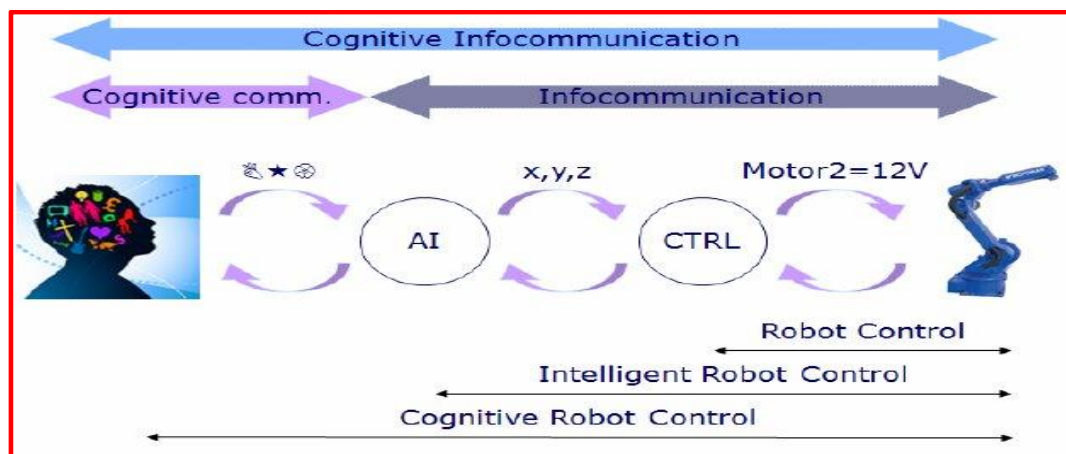 Cognitive Infocommunication
Cognitive comm.
Infocommunication
x,y,z
Motor2=12V
AI
CTRL
Robot Control
Intelligent Robot Control
Cognitive Robot Control